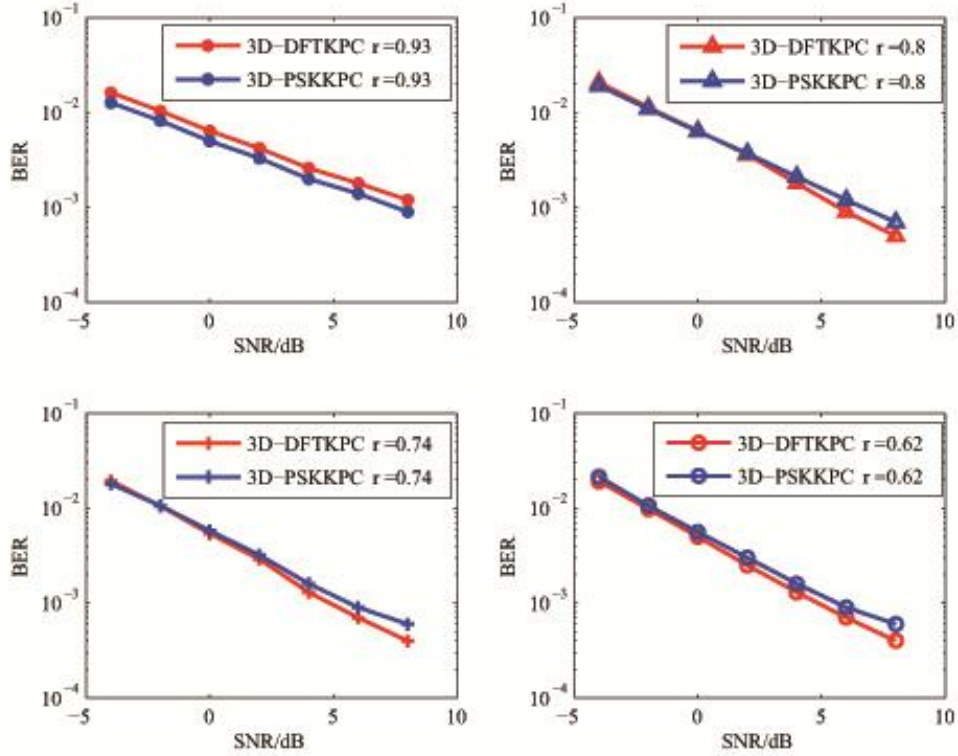 10⁻¹
10⁻²
10⁻³
10⁻⁴
BER
−5 0 5 10
SNR/dB
3D−DFTKPC r=0.93
3D−PSKKPC r=0.93
10⁻¹
10⁻²
10⁻³
10⁻⁴
BER
−5 0 5 10
SNR/dB
3D−DFTKPC r=0.8
3D−PSKKPC r=0.8
10⁻¹
10⁻²
10⁻³
10⁻⁴
BER
−5 0 5 10
SNR/dB
3D−DFTKPC r=0.74
3D−PSKKPC r=0.74
10⁻¹
10⁻²
10⁻³
10⁻⁴
BER
−5 0 5 10
SNR/dB
3D−DFTKPC r=0.62
3D−PSKKPC r=0.62